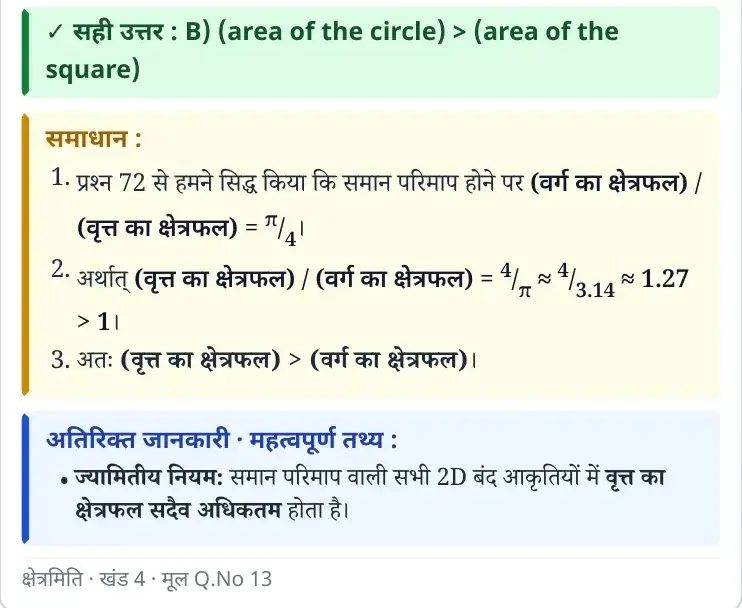 ✓ सही उत्तर : B) (area of the circle) > (area of the
square)
समाधान :
1. प्रश्न 72 से हमने सिद्ध किया कि समान परिमाप होने पर (वर्ग का क्षेत्रफल) /
(वृत्त का क्षेत्रफल) = π/4।
2. अर्थात् (वृत्त का क्षेत्रफल) / (वर्ग का क्षेत्रफल) = 4/π ≈ 4/3.14 ≈ 1.27
> 1।
3. अतः (वृत्त का क्षेत्रफल) > (वर्ग का क्षेत्रफल)।
अतिरिक्त जानकारी · महत्वपूर्ण तथ्य :
• ज्यामितीय नियम: समान परिमाप वाली सभी 2D बंद आकृतियों में वृत्त का
क्षेत्रफल सदैव अधिकतम होता है।
क्षेत्रमिति · खंड 4 · मूल Q.No 13